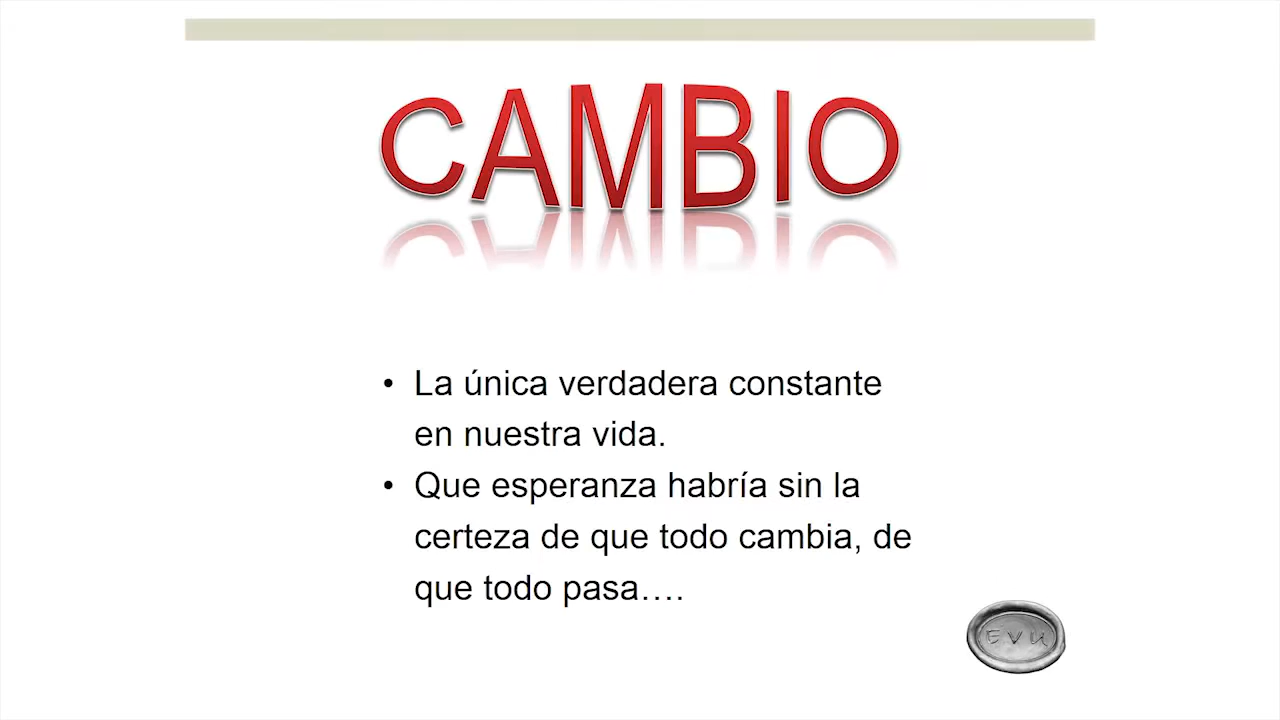 CAMBIO
• La única verdadera constante
en nuestra vida.
• Que esperanza habría sin la
certeza de que todo cambia, de
que todo pasa….
EVU